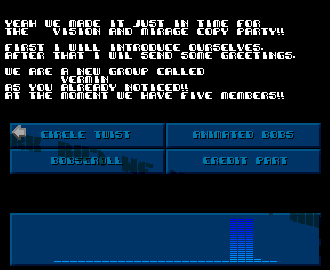 YEAH WE MADE IT JUST IN TIME FOR
THE VISION AND MIRAGE COPY PARTY!!
FIRST I WILL INTRODUCE OURSELVES.
AFTER THAT I WIL SEND SOME GREETINGS.
WE ARE A NEW GROUP CALLED
VERMIN
AS YOU ALREADY NOTICED!!
AT THE MOMENT WE HAVE FIVE MEMBERS!!
CIRCLE TWIST
ANIMATED BOBS
BOBSCROLL
CREDIT PART